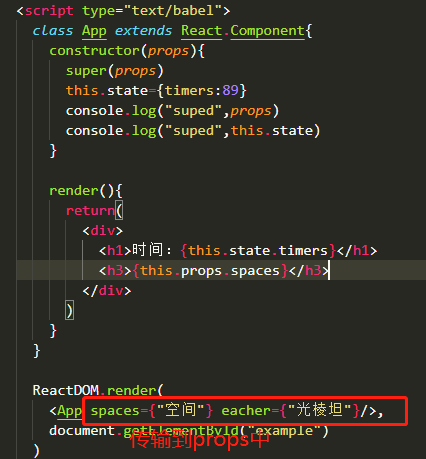 <script type="text/babel">
class App extends React.Component{
constructor(props){
super(props)
this.state={timers:89}
console.log("suped",props)
console.log("suped",this.state)
}
render(){
return(
<div>
<h1>时间：{this.state.timers}</h1>
<h3>{this.props.spaces}</h3>
</div>
)
}
}
ReactDOM.render(
<App spaces={"空间"} eacher={"光棱坦"}/>,
document.getElementById("example")
传输到props中
)